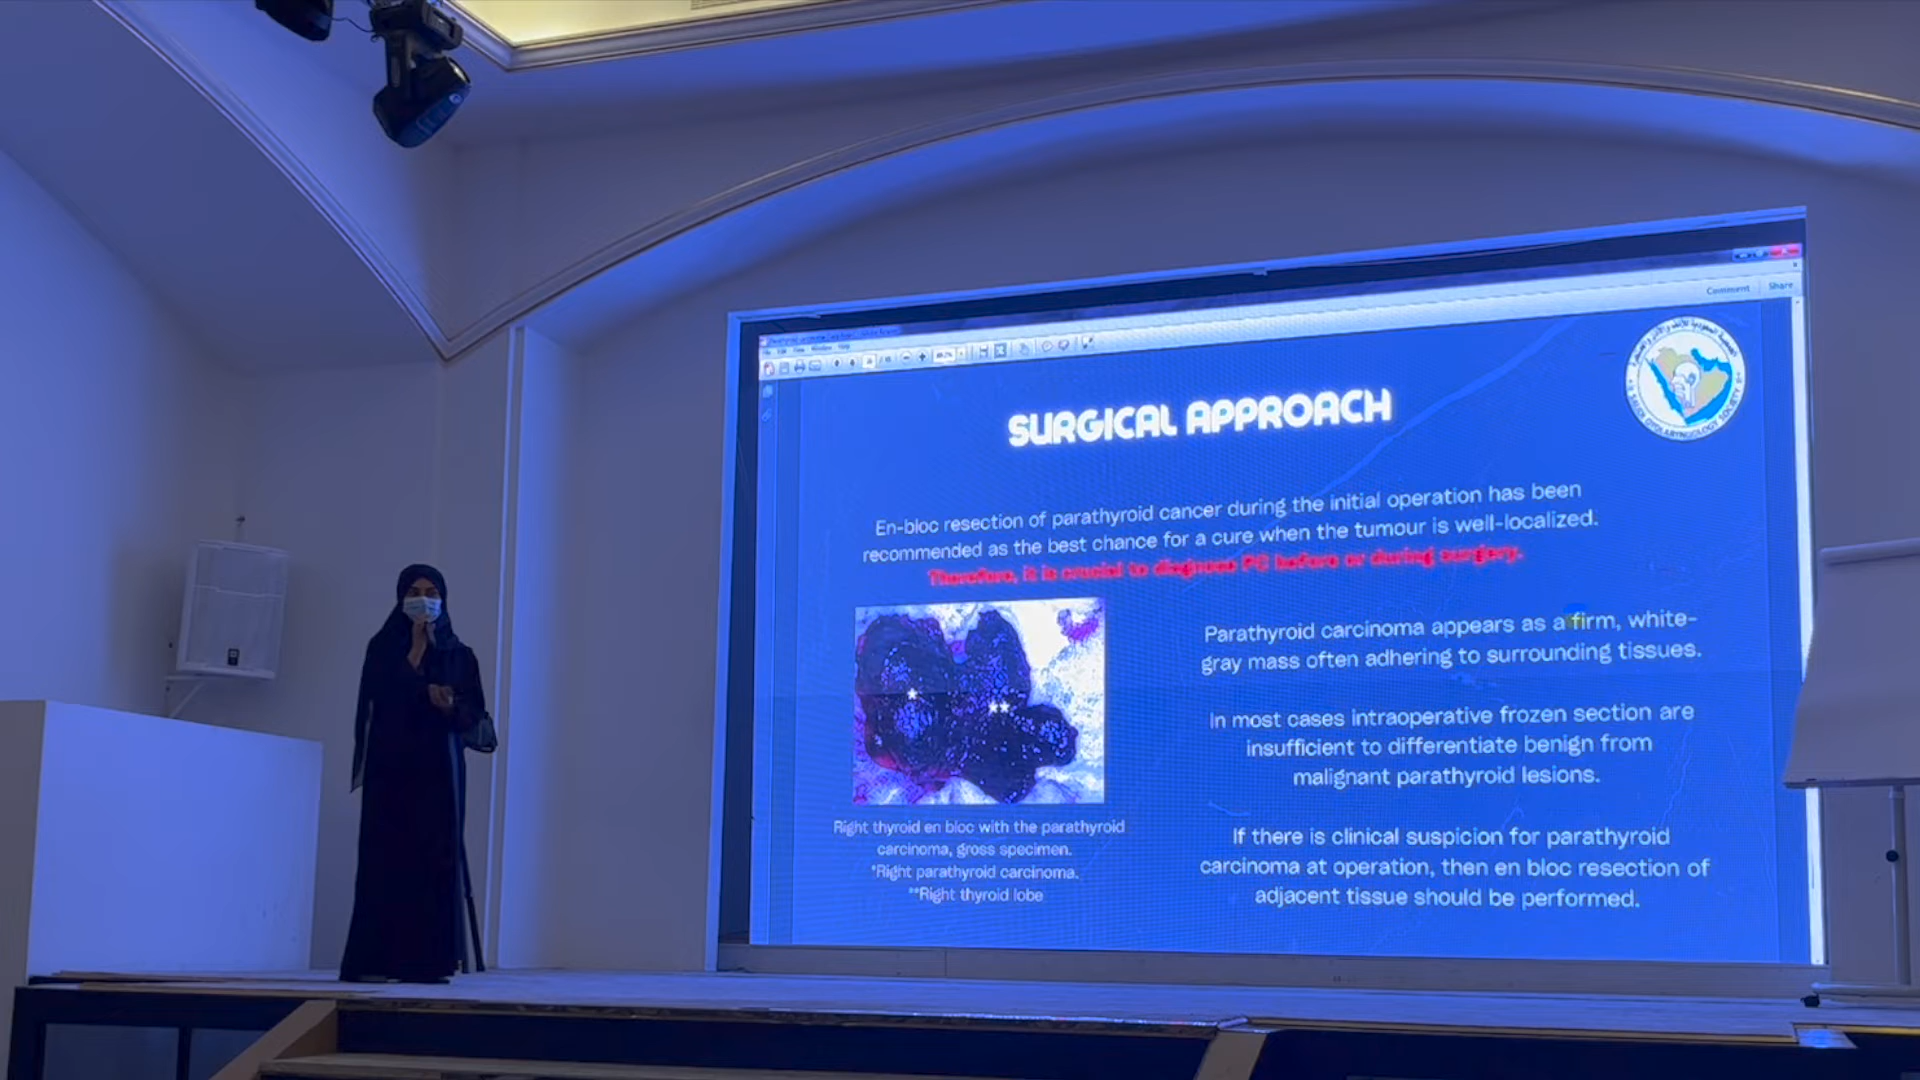 Comment
Share
SURGICAL APPROACH
SAUDI OTOLARYNGOLOGY SOCIETY
En-bloc resection of parathyroid cancer during the initial operation has been
recommended as the best chance for a cure when the tumour is well-localized.
Therefore, it is crucial to diagnose PC before or during surgery.
*
**
Right thyroid en bloc with the parathyroid
carcinoma, gross specimen.
*Right parathyroid carcinoma.
**Right thyroid lobe
Parathyroid carcinoma appears as a firm, white-
gray mass often adhering to surrounding tissues.
In most cases intraoperative frozen section are
insufficient to differentiate benign from
malignant parathyroid lesions.
If there is clinical suspicion for parathyroid
carcinoma at operation, then en bloc resection of
adjacent tissue should be performed.